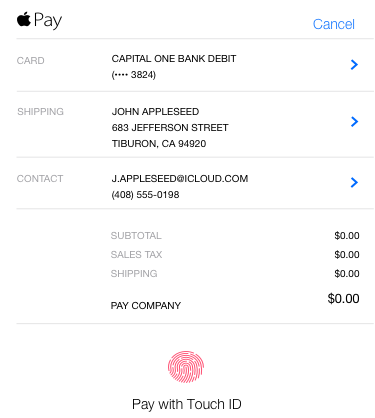 Pay
Cancel
CARD
CAPITAL ONE BANK DEBIT
(•••• 3824)
SHIPPING
JOHN APPLESEED
683 JEFFERSON STREET
TIBURON, CA 94920
CONTACT
J.APPLESEED@ICLOUD.COM
(408) 555-0198
SUBTOTAL $0.00
SALES TAX $0.00
SHIPPING $0.00
PAY COMPANY $0.00
Pay with Touch ID